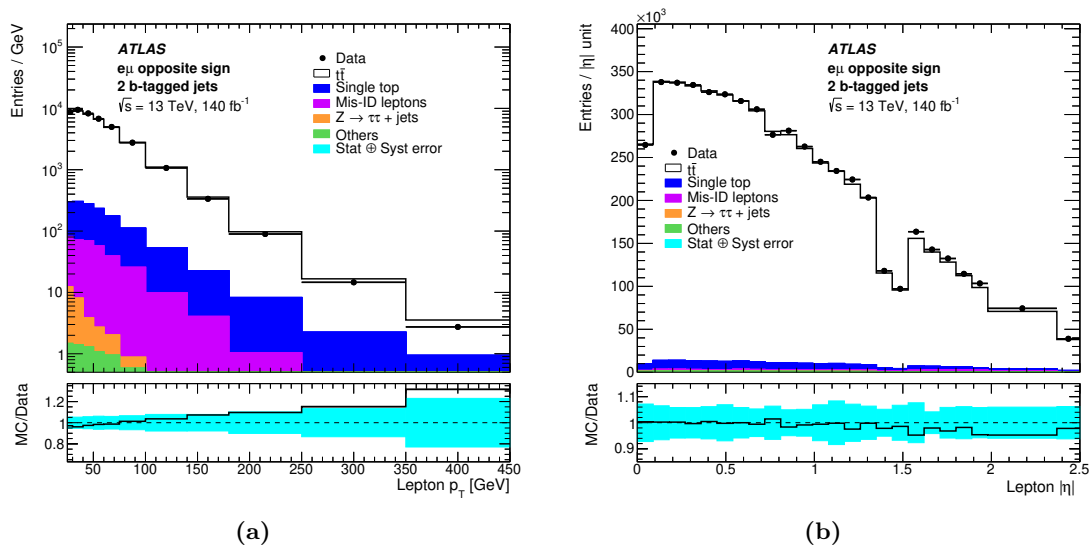 Entries / GeV
10⁵
10⁴
10³
10²
10
1
ATLAS
eμ opposite sign
2 b-tagged jets
√s = 13 TeV, 140 fb⁻¹
Data
tt̄
Single top
Mis-ID leptons
Z → ττ + jets
Others
Stat ⊕ Syst error
MC/Data
1.2
1
0.8
50 100 150 200 250 300 350 400 450
Lepton p_T [GeV]
(a)
Entries / |η| unit
×10³
400
350
300
250
200
150
100
50
0
ATLAS
eμ opposite sign
2 b-tagged jets
√s = 13 TeV, 140 fb⁻¹
Data
tt̄
Single top
Mis-ID leptons
Z → ττ + jets
Others
Stat ⊕ Syst error
MC/Data
1.1
1
0.9
0 0.5 1 1.5 2 2.5
Lepton |η|
(b)